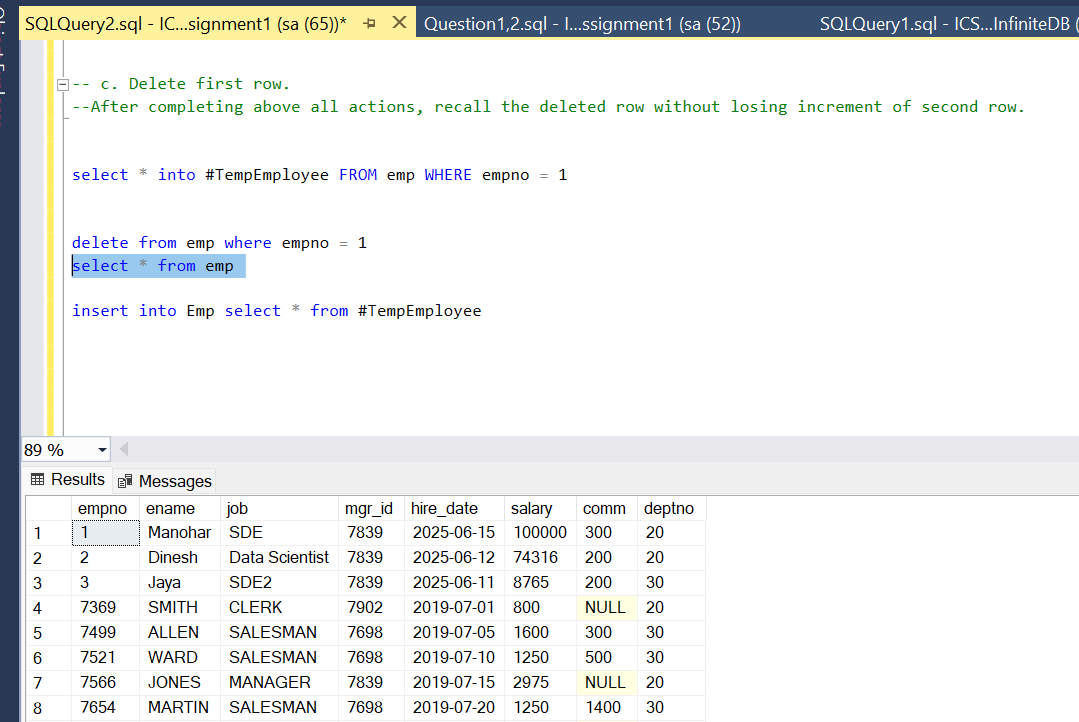 SQLQuery2.sql - IC...signment1 (sa (65))* Question1,2.sql - I...ssignment1 (sa (52)) SQLQuery1.sql - ICS...InfiniteDB (
-- c. Delete first row.
--After completing above all actions, recall the deleted row without losing increment of second row.
select * into #TempEmployee FROM emp WHERE empno = 1
delete from emp where empno = 1
select * from emp
insert into Emp select * from #TempEmployee
89 %
Results Messages
empno ename job mgr_id hire_date salary comm deptno
1 1 Manohar SDE 7839 2025-06-15 100000 300 20
2 2 Dinesh Data Scientist 7839 2025-06-12 74316 200 20
3 3 Jaya SDE2 7839 2025-06-11 8765 200 30
4 7369 SMITH CLERK 7902 2019-07-01 800 NULL 20
5 7499 ALLEN SALESMAN 7698 2019-07-05 1600 300 30
6 7521 WARD SALESMAN 7698 2019-07-10 1250 500 30
7 7566 JONES MANAGER 7839 2019-07-15 2975 NULL 20
8 7654 MARTIN SALESMAN 7698 2019-07-20 1250 1400 30